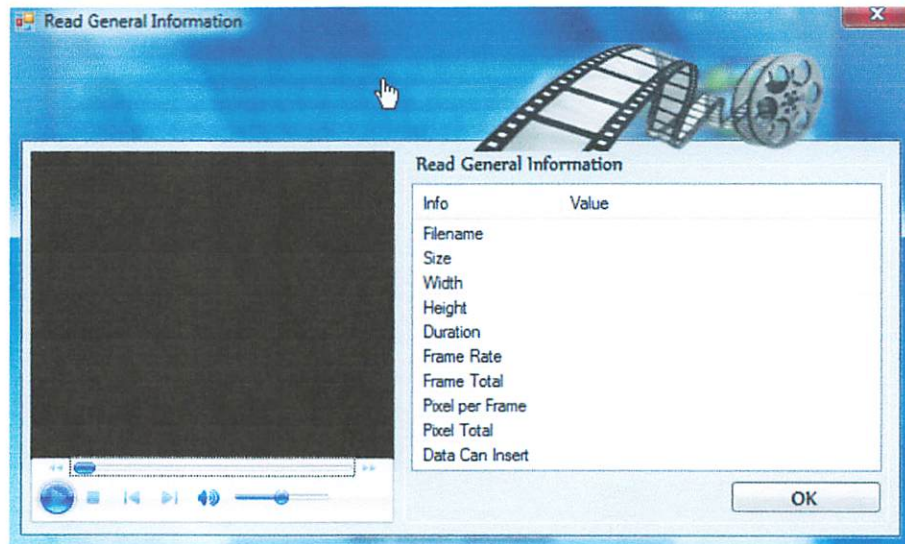 Read General Information
Read General Information
Info Value
Filename
Size
Width
Height
Duration
Frame Rate
Frame Total
Pixel per Frame
Pixel Total
Data Can Insert
OK